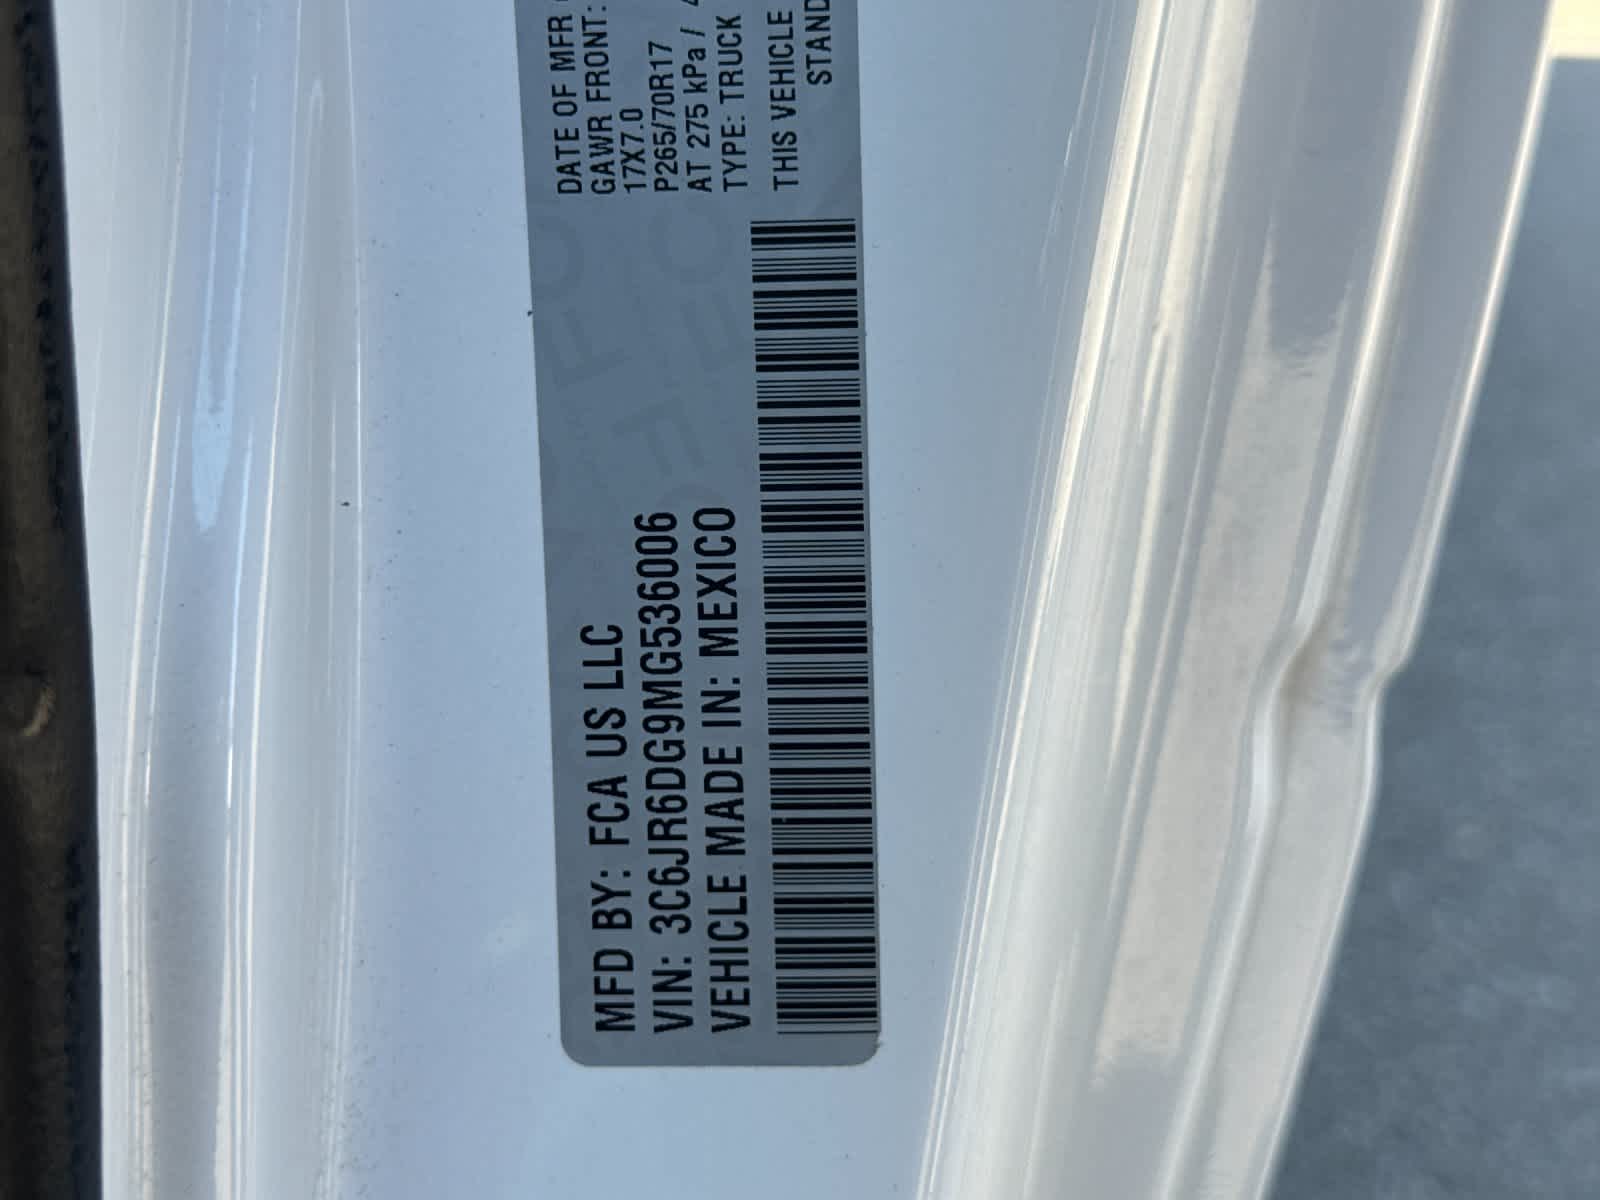 MFD BY: FCA US LLC
VIN: 3C6JR6DG9MG536006
VEHICLE MADE IN: MEXICO
DATE OF MFR
GAWR FRONT:
17X7.0
P265/70R17
AT 275 kPa /
TYPE: TRUCK
THIS VEHICLE
STAND